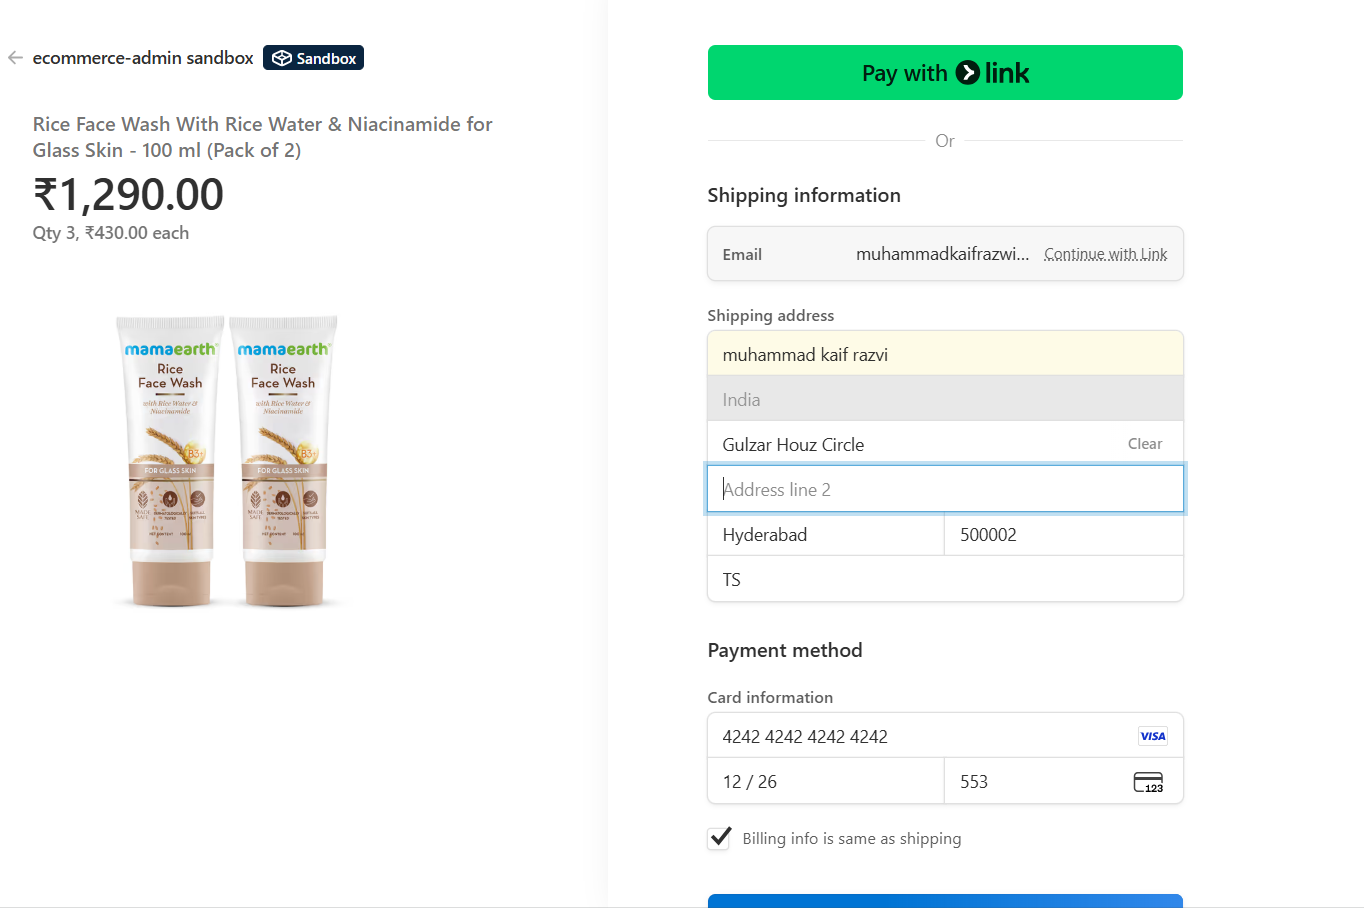 ecommerce-admin sandbox Sandbox
Rice Face Wash With Rice Water & Niacinamide for
Glass Skin - 100 ml (Pack of 2)
₹1,290.00
Qty 3, ₹430.00 each
mamaearth
Rice
Face Wash
with Rice Water &
Niacinamide
B3+
FOR GLASS SKIN
MADE
SAFE
mamaearth
Rice
Face Wash
with Rice Water &
Niacinamide
B3+
FOR GLASS SKIN
MADE
SAFE
Pay with link
Or
Shipping information
Email muhammadkaifrazwi... Continue with Link
Shipping address
muhammad kaif razvi
India
Gulzar Houz Circle Clear
Address line 2
Hyderabad 500002
TS
Payment method
Card information
4242 4242 4242 4242 VISA
12 / 26 553 123
Billing info is same as shipping